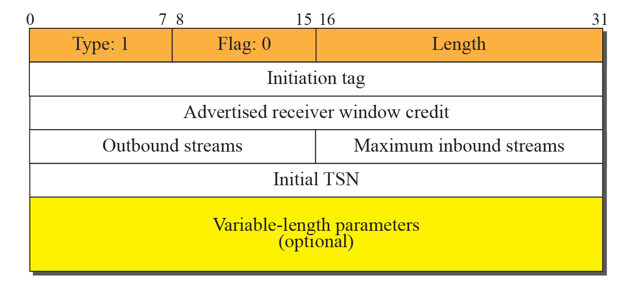 0 7 8 15 16 31
Type: 1 Flag: 0 Length
Initiation tag
Advertised receiver window credit
Outbound streams Maximum inbound streams
Initial TSN
Variable-length parameters
(optional)